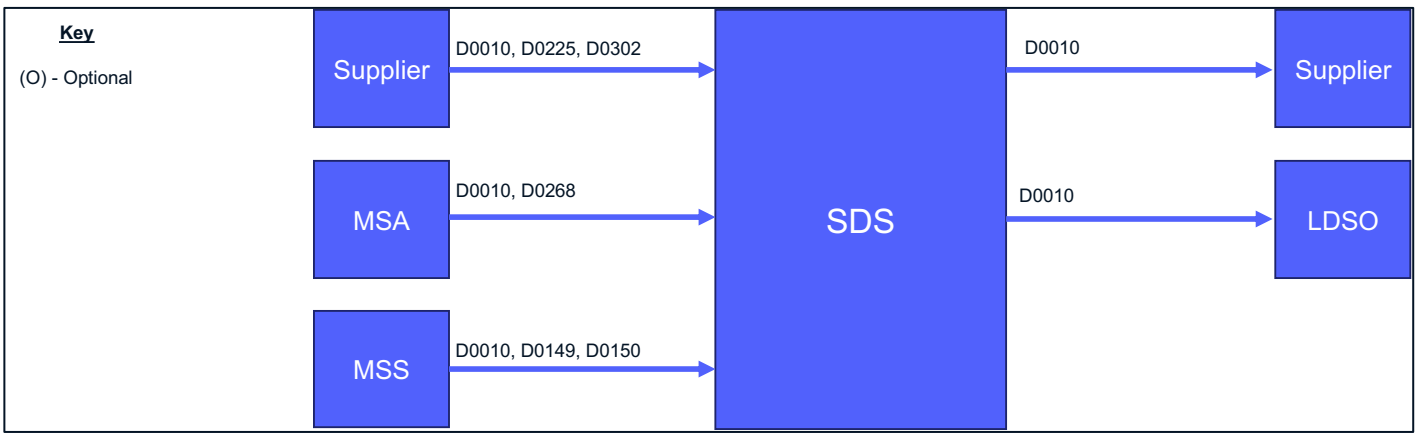 Key
(O) - Optional
Supplier
D0010, D0225, D0302
D0010
Supplier
MSA
D0010, D0268
SDS
D0010
LDSO
MSS
D0010, D0149, D0150